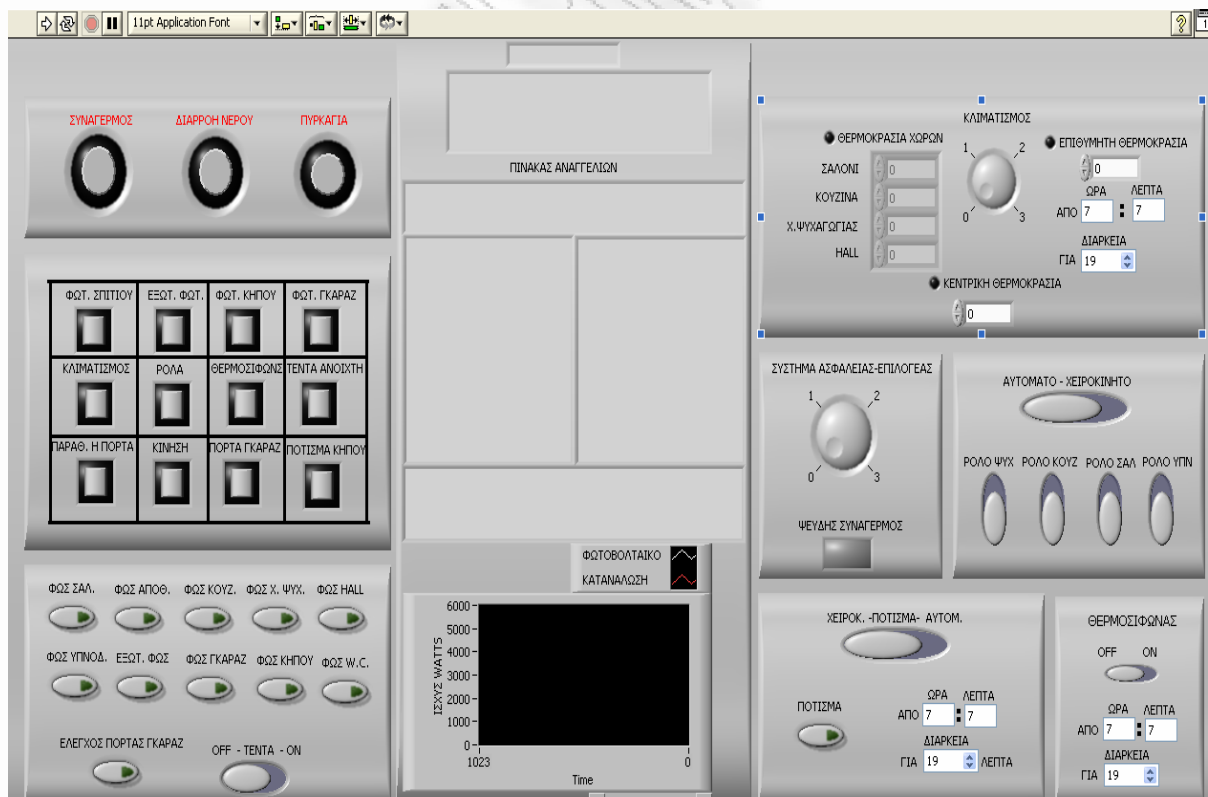 11pt Application Font
?
1
ΣΥΝΑΓΕΡΜΟΣ ΔΙΑΡΡΟΗ ΝΕΡΟΥ ΠΥΡΚΑΓΙΑ
ΦΩΤ. ΣΠΙΤΙΟΥ ΕΞΩΤ. ΦΩΤ. ΦΩΤ. ΚΗΠΟΥ ΦΩΤ. ΓΚΑΡΑΖ
ΚΛΙΜΑΤΙΣΜΟΣ ΡΟΛΑ ΘΕΡΜΟΣΙΦΩΝΣ ΤΕΝΤΑ ΑΝΟΙΧΤΗ
ΠΑΡΑΘ. Η ΠΟΡΤΑ ΚΙΝΗΣΗ ΠΟΡΤΑ ΓΚΑΡΑΖ ΠΟΤΙΣΜΑ ΚΗΠΟΥ
ΦΩΣ ΣΑΛ. ΦΩΣ ΑΠΟΘ. ΦΩΣ ΚΟΥΖ. ΦΩΣ Χ. ΨΥΧ. ΦΩΣ HALL
ΦΩΣ ΥΠΝΟΔ. ΕΞΩΤ. ΦΩΣ ΦΩΣ ΓΚΑΡΑΖ ΦΩΣ ΚΗΠΟΥ ΦΩΣ W.C.
ΕΛΕΓΧΟΣ ΠΟΡΤΑΣ ΓΚΑΡΑΖ OFF - ΤΕΝΤΑ - ON
ΠΙΝΑΚΑΣ ΑΝΑΓΓΕΛΙΩΝ
ΦΩΤΟΒΟΛΤΑΙΚΟ
ΚΑΤΑΝΑΛΩΣΗ
ΙΣΧΥΣ WATTS
6000
5000
4000
3000
2000
1000
0
1023 0
Time
ΚΛΙΜΑΤΙΣΜΟΣ
ΘΕΡΜΟΚΡΑΣΙΑ ΧΩΡΩΝ
ΣΑΛΟΝΙ 0
ΚΟΥΖΙΝΑ 0
Χ.ΨΥΧΑΓΩΓΙΑΣ 0
HALL 0
1 2
0 3
ΕΠΙΘΥΜΗΤΗ ΘΕΡΜΟΚΡΑΣΙΑ
0
ΩΡΑ ΛΕΠΤΑ
ΑΠΟ 7 : 7
ΔΙΑΡΚΕΙΑ
ΓΙΑ 19
ΚΕΝΤΡΙΚΗ ΘΕΡΜΟΚΡΑΣΙΑ
0
ΣΥΣΤΗΜΑ ΑΣΦΑΛΕΙΑΣ-ΕΠΙΛΟΓΕΑΣ
1 2
0 3
ΨΕΥΔΗΣ ΣΥΝΑΓΕΡΜΟΣ
ΑΥΤΟΜΑΤΟ - ΧΕΙΡΟΚΙΝΗΤΟ
ΡΟΛΟ ΨΥΧ ΡΟΛΟ ΚΟΥΖ ΡΟΛΟ ΣΑΛ ΡΟΛΟ ΥΠΝ
ΧΕΙΡΟΚ. -ΠΟΤΙΣΜΑ- ΑΥΤΟΜ.
ΠΟΤΙΣΜΑ
ΩΡΑ ΛΕΠΤΑ
ΑΠΟ 7 : 7
ΔΙΑΡΚΕΙΑ
ΓΙΑ 19 ΛΕΠΤΑ
ΘΕΡΜΟΣΙΦΩΝΑΣ
OFF ON
ΩΡΑ ΛΕΠΤΑ
ΑΠΟ 7 : 7
ΔΙΑΡΚΕΙΑ
ΓΙΑ 19